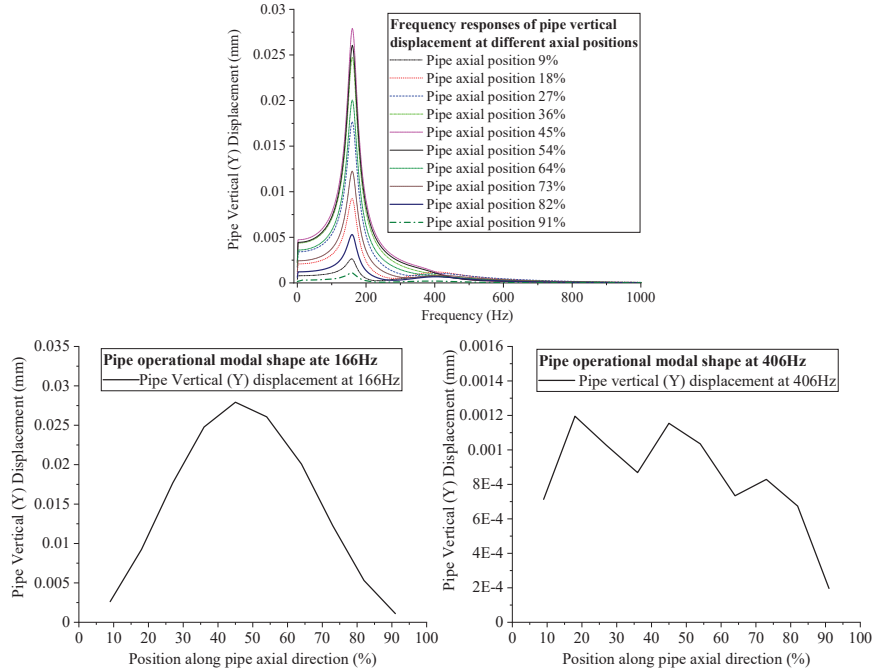 Frequency responses of pipe vertical
displacement at different axial positions
Pipe axial position 9%
Pipe axial position 18%
Pipe axial position 27%
Pipe axial position 36%
Pipe axial position 45%
Pipe axial position 54%
Pipe axial position 64%
Pipe axial position 73%
Pipe axial position 82%
Pipe axial position 91%
Pipe Vertical (Y) Displacement (mm)
0.03
0.025
0.02
0.015
0.01
0.005
0
0 200 400 600 800 1000
Frequency (Hz)
Pipe operational modal shape ate 166Hz
Pipe Vertical (Y) displacement at 166Hz
Pipe Vertical (Y) Displacement (mm)
0.035
0.03
0.025
0.02
0.015
0.01
0.005
0
0 10 20 30 40 50 60 70 80 90 100
Position along pipe axial direction (%)
Pipe operational modal shape at 406Hz
Pipe vertical (Y) displacement at 406Hz
Pipe Vertical (Y) Displacement (mm)
0.0016
0.0014
0.0012
0.001
8E-4
6E-4
4E-4
2E-4
0 10 20 30 40 50 60 70 80 90 100
Position along pipe axial direction (%)